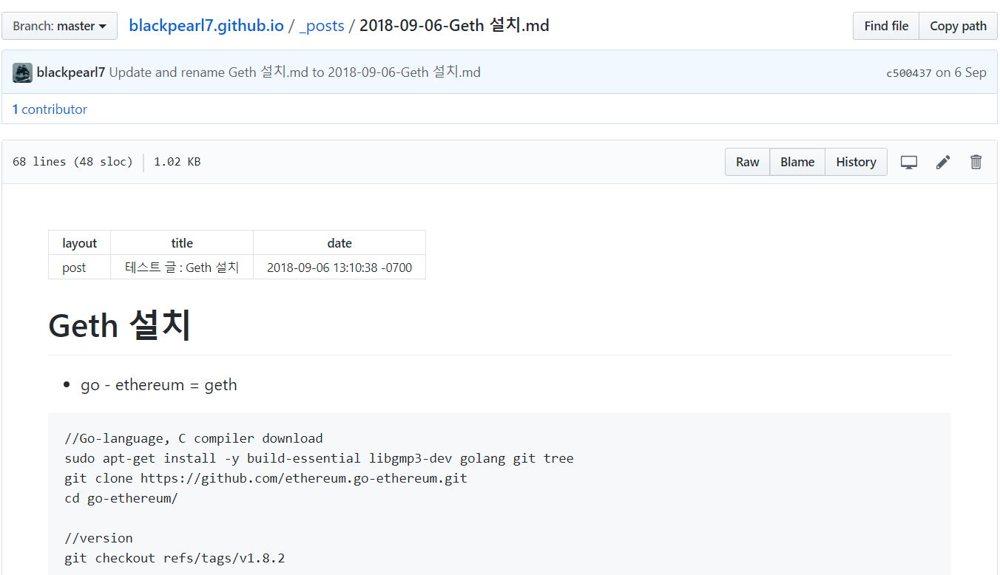 Branch: master
blackpearl7.github.io / _posts / 2018-09-06-Geth 설치.md
Find file
Copy path
blackpearl7 Update and rename Geth 설치.md to 2018-09-06-Geth 설치.md
c500437 on 6 Sep
1 contributor
68 lines (48 sloc) 1.02 KB
Raw
Blame
History
layout title date
post 테스트 글 : Geth 설치 2018-09-06 13:10:38 -0700
Geth 설치
go - ethereum = geth
//Go-language, C compiler download
sudo apt-get install -y build-essential libgmp3-dev golang git tree
git clone https://github.com/ethereum.go-ethereum.git
cd go-ethereum/
//version
git checkout refs/tags/v1.8.2